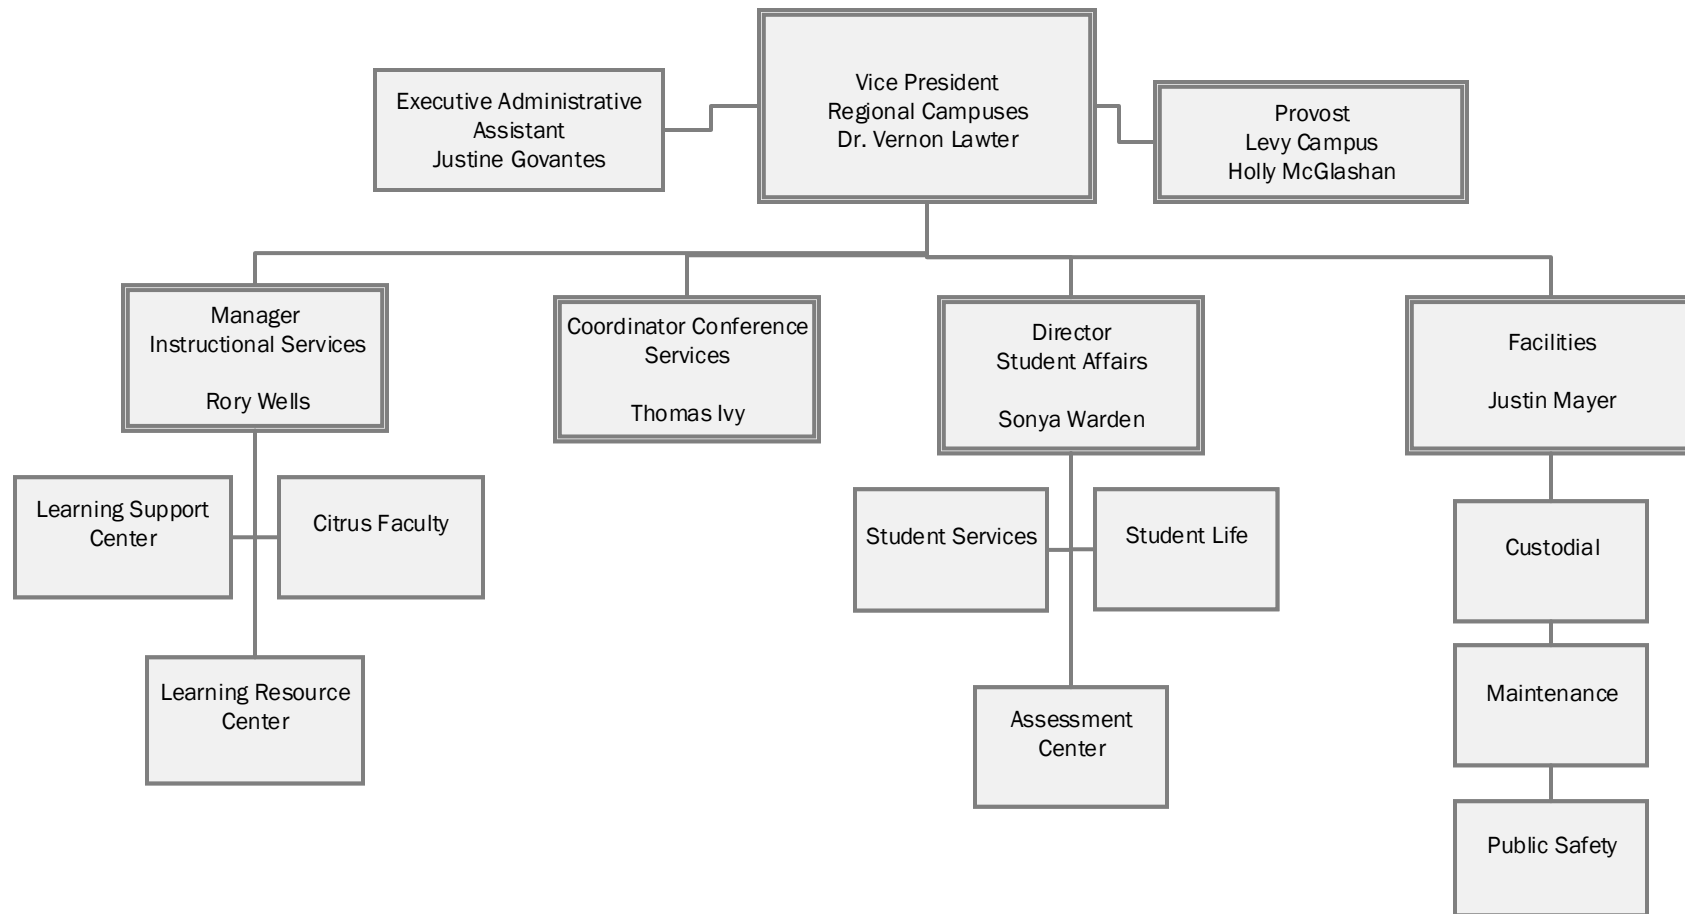 Vice President
Regional Campuses
Dr. Vernon Lawter
Executive Administrative
Assistant
Justine Govantes
Provost
Levy Campus
Holly McGlashan
Manager
Instructional Services
Rory Wells
Coordinator Conference
Services
Thomas Ivy
Director
Student Affairs
Sonya Warden
Facilities
Justin Mayer
Learning Support
Center
Citrus Faculty
Learning Resource
Center
Student Services
Student Life
Assessment
Center
Custodial
Maintenance
Public Safety